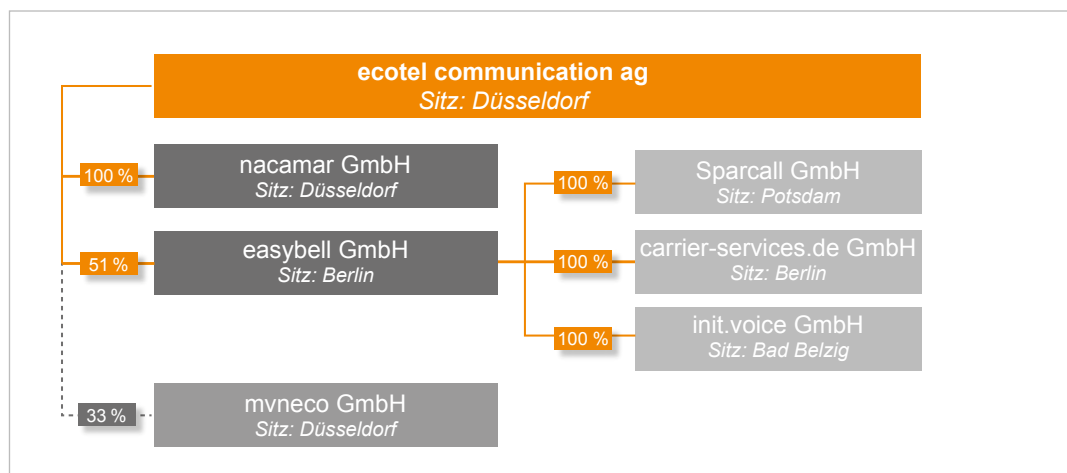 ecotel communication ag
Sitz: Düsseldorf
100 %
nacamar GmbH
Sitz: Düsseldorf
51 %
easybell GmbH
Sitz: Berlin
100 %
Sparcall GmbH
Sitz: Potsdam
100 %
carrier-services.de GmbH
Sitz: Berlin
100 %
init.voice GmbH
Sitz: Bad Belzig
33 %
mvneco GmbH
Sitz: Düsseldorf